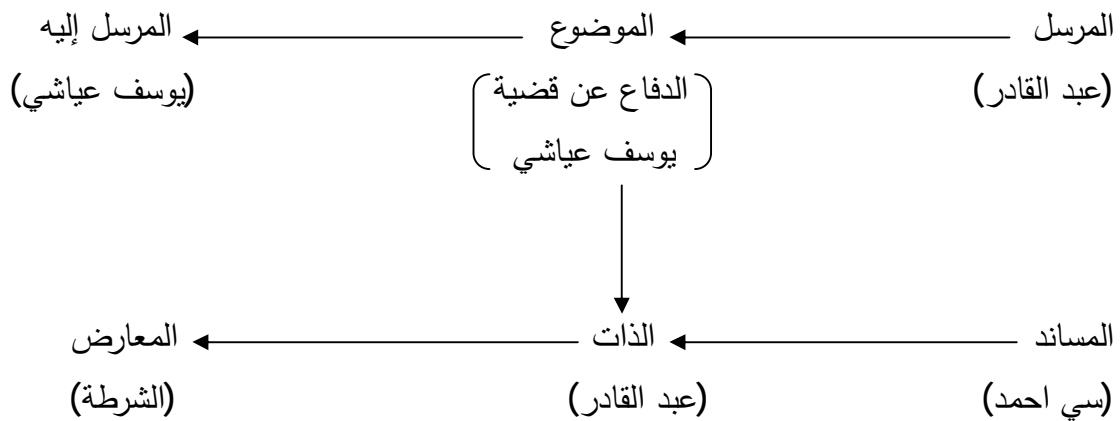 المرسل الموضوع المرسل إليه
(عبد القادر) الدفاع عن قضية (يوسف عياشي)
يوسف عياشي
المساند الذات المعارض
(سي احمد) (عبد القادر) (الشرطة)